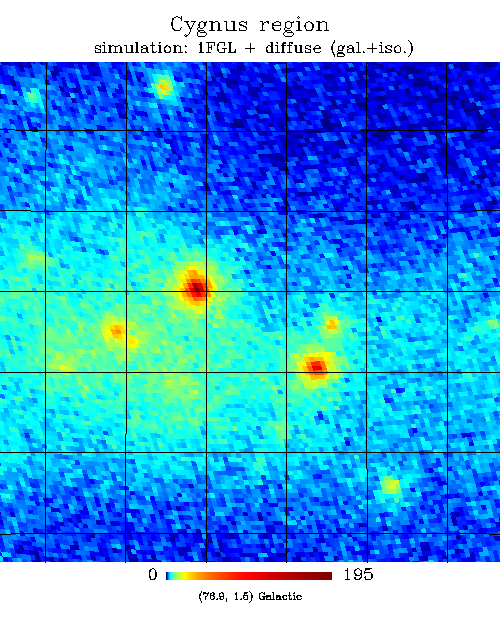 Cygnus region
simulation: 1FGL + diffuse (gal.+iso.)
0 195
(76.9, 1.5) Galactic